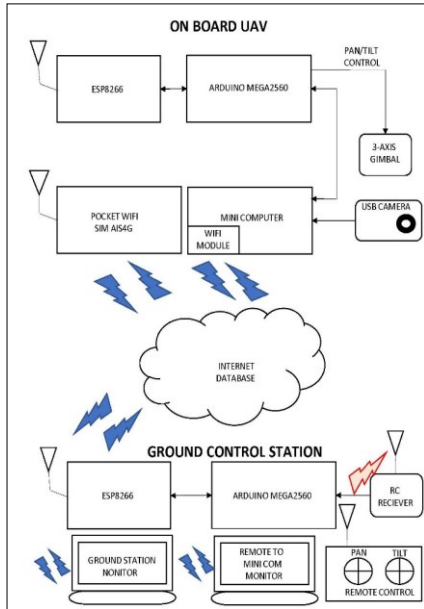 ON BOARD UAV
PAN/TILT
CONTROL
ESP8266
ARDUINO MEGA2560
3-AXIS
GIMBAL
POCKET WIFI
SIM AIS4G
MINI COMPUTER
WIFI
MODULE
USB CAMERA
INTERNET
DATABASE
GROUND CONTROL STATION
ESP8266
ARDUINO MEGA2560
RC
RECIEVER
GROUND STATION
NONITOR
REMOTE TO
MINI COM
MONITOR
PAN
TILT
REMOTE CONTROL